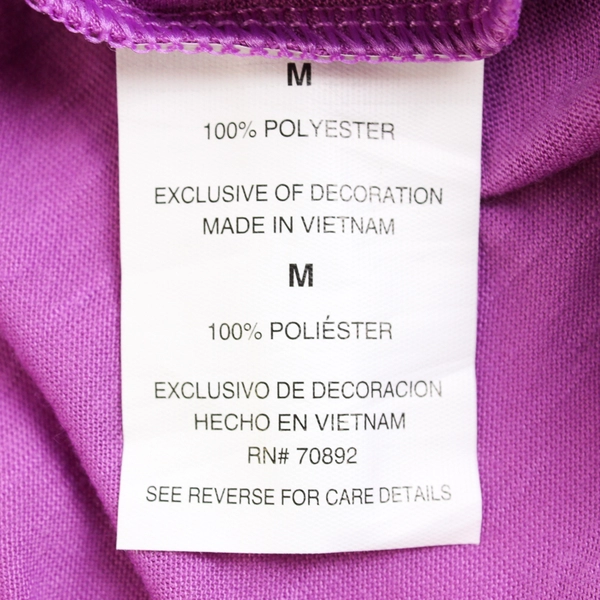 M
100% POLYESTER
EXCLUSIVE OF DECORATION
MADE IN VIETNAM
M
100% POLIÉSTER
EXCLUSIVO DE DECORACION
HECHO EN VIETNAM
RN# 70892
SEE REVERSE FOR CARE DETAILS